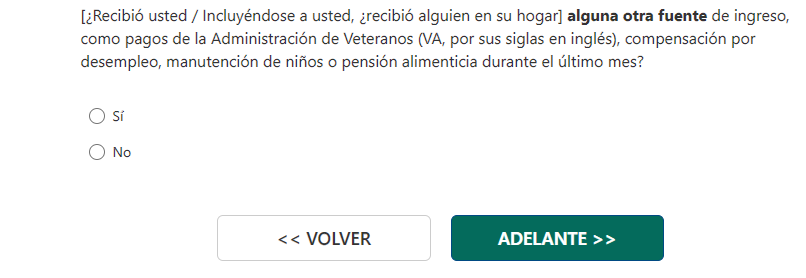 [¿Recibió usted / Incluyéndose a usted, ¿recibió alguien en su hogar] alguna otra fuente de ingreso,
como pagos de la Administración de Veteranos (VA, por sus siglas en inglés), compensación por
desempleo, manutención de niños o pensión alimenticia durante el último mes?
Sí
No
<< VOLVER
ADELANTE >>